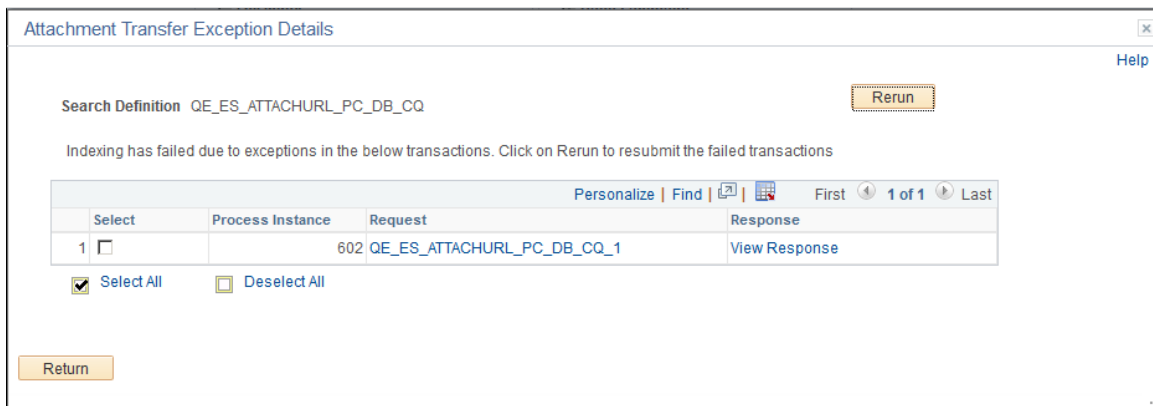 Attachment Transfer Exception Details
Help
Search Definition QE_ES_ATTACHURL_PC_DB_CQ
Rerun
Indexing has failed due to exceptions in the below transactions. Click on Rerun to resubmit the failed transactions
Personalize | Find | | First 1 of 1 Last
Select Process Instance Request Response
1 602 QE_ES_ATTACHURL_PC_DB_CQ_1 View Response
Select All Deselect All
Return